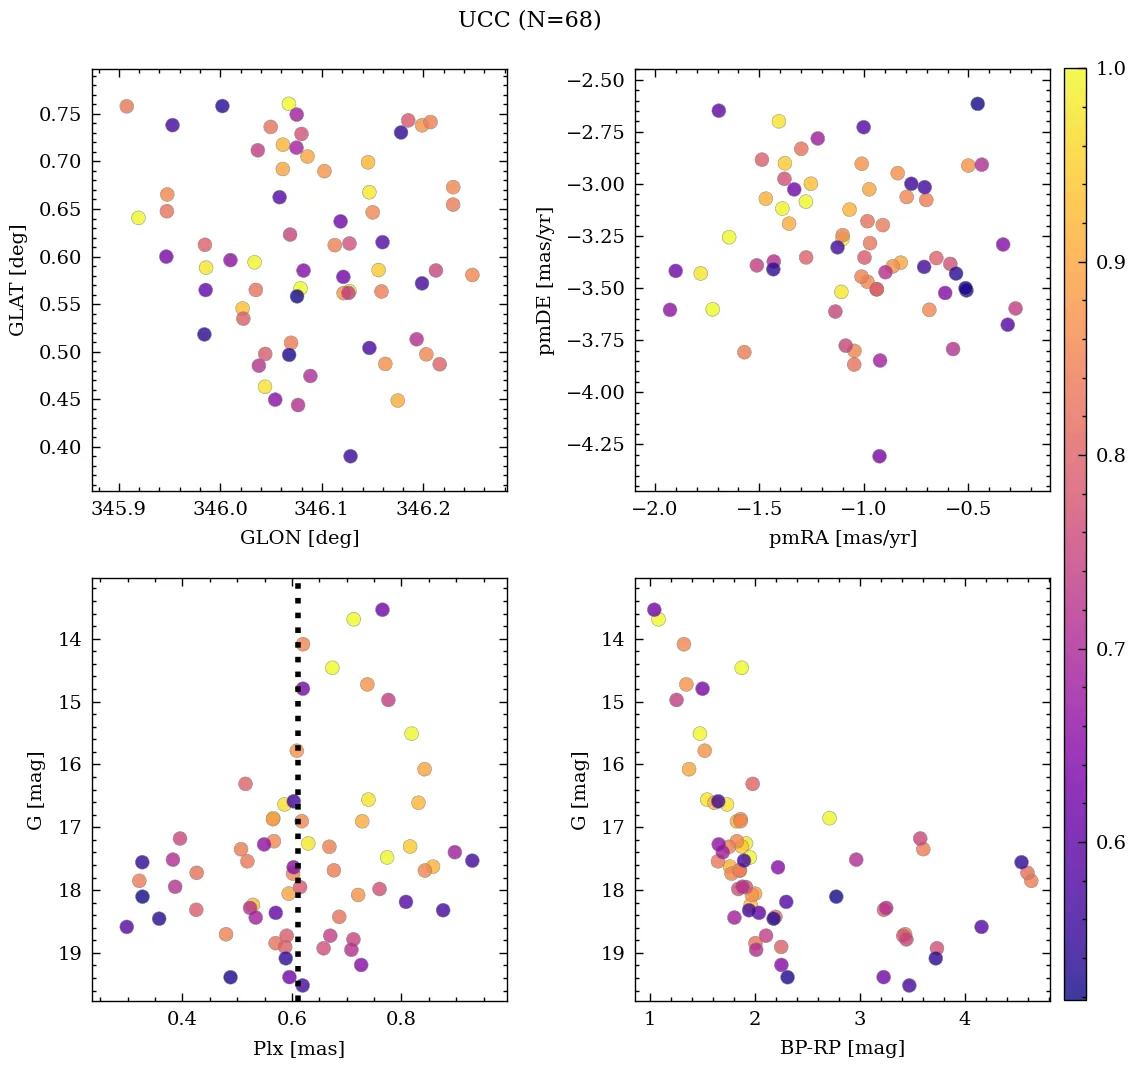 UCC (N=68)
0.75
0.70
0.65
0.60
0.55
0.50
0.45
0.40
GLAT [deg]
345.9 346.0 346.1 346.2
GLON [deg]
−2.50
−2.75
−3.00
−3.25
−3.50
−3.75
−4.00
−4.25
pmDE [mas/yr]
−2.0 −1.5 −1.0 −0.5
pmRA [mas/yr]
14
15
16
17
18
19
G [mag]
0.4 0.6 0.8
Plx [mas]
14
15
16
17
18
19
G [mag]
1 2 3 4
BP-RP [mag]
1.0
0.9
0.8
0.7
0.6